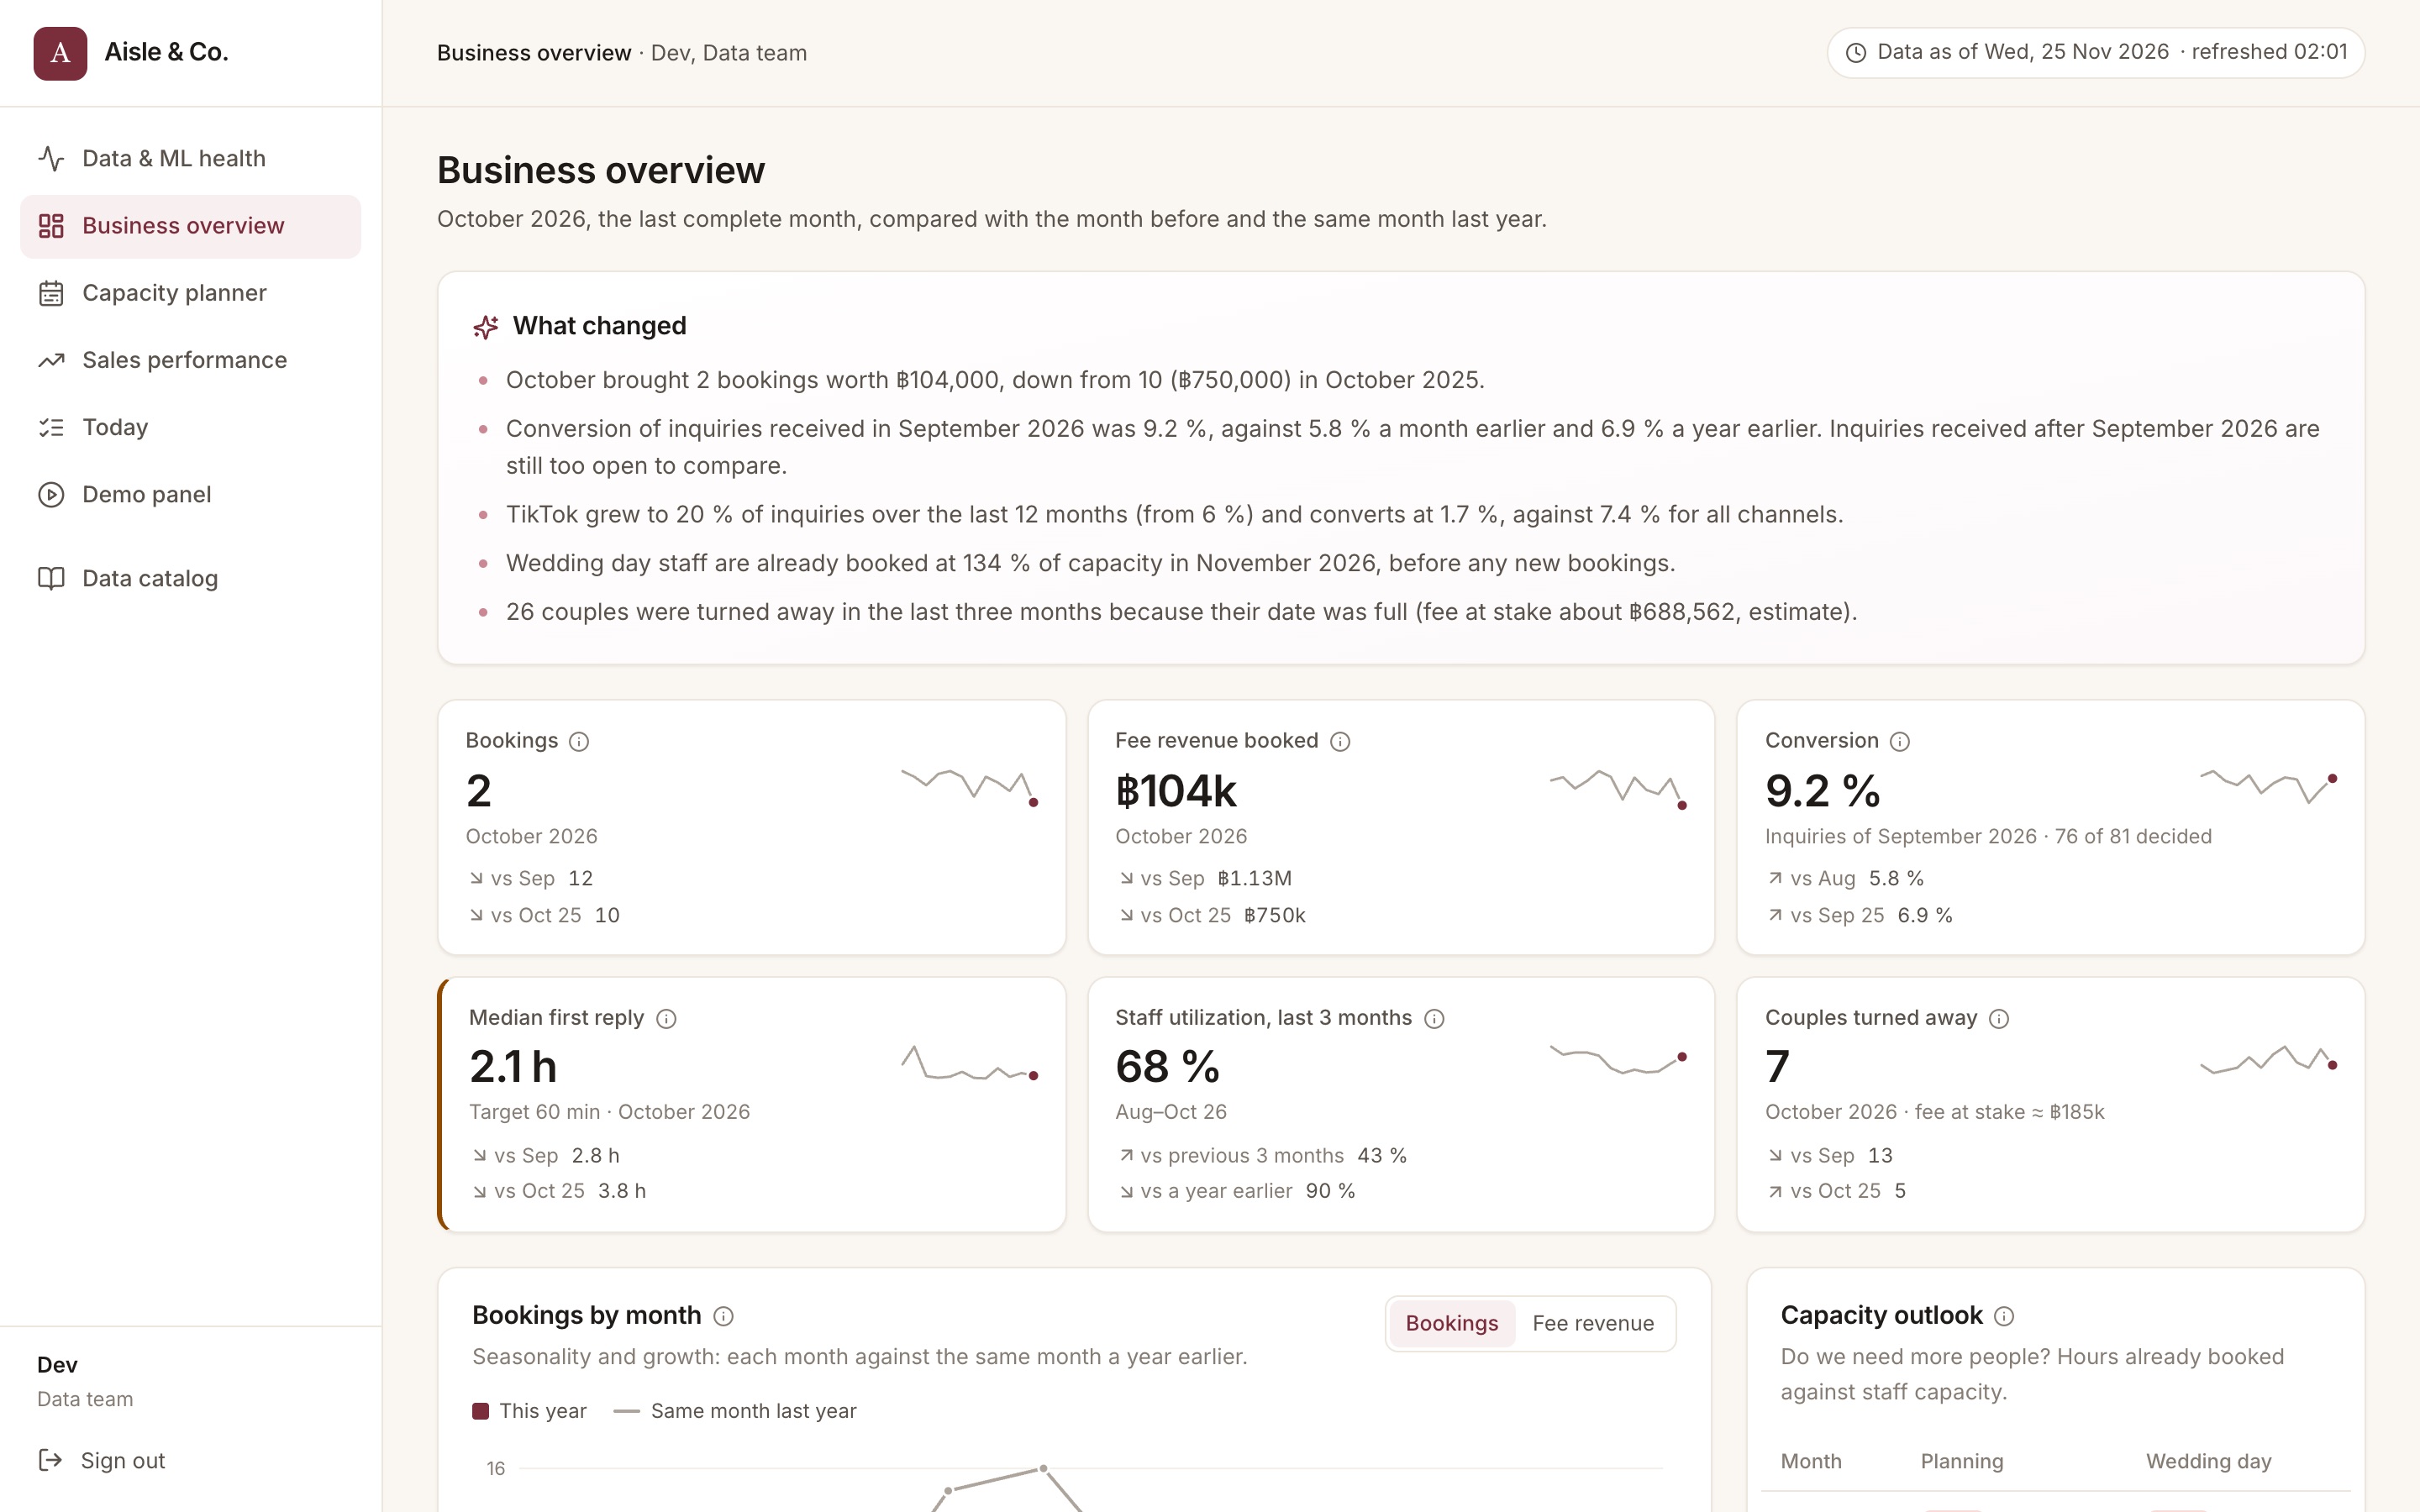 A
Aisle & Co.
Business overview · Dev, Data team
Data as of Wed, 25 Nov 2026 · refreshed 02:01
Data & ML health
Business overview
Capacity planner
Sales performance
Today
Demo panel
Data catalog
Dev
Data team
Sign out
Business overview
October 2026, the last complete month, compared with the month before and the same month last year.
What changed
October brought 2 bookings worth ฿104,000, down from 10 (฿750,000) in October 2025.
Conversion of inquiries received in September 2026 was 9.2 %, against 5.8 % a month earlier and 6.9 % a year earlier. Inquiries received after September 2026 are
still too open to compare.
TikTok grew to 20 % of inquiries over the last 12 months (from 6 %) and converts at 1.7 %, against 7.4 % for all channels.
Wedding day staff are already booked at 134 % of capacity in November 2026, before any new bookings.
26 couples were turned away in the last three months because their date was full (fee at stake about ฿688,562, estimate).
Bookings
2
October 2026
vs Sep 12
vs Oct 25 10
Fee revenue booked
฿104k
October 2026
vs Sep ฿1.13M
vs Oct 25 ฿750k
Conversion
9.2 %
Inquiries of September 2026 · 76 of 81 decided
vs Aug 5.8 %
vs Sep 25 6.9 %
Median first reply
2.1 h
Target 60 min · October 2026
vs Sep 2.8 h
vs Oct 25 3.8 h
Staff utilization, last 3 months
68 %
Aug–Oct 26
vs previous 3 months 43 %
vs a year earlier 90 %
Couples turned away
7
October 2026 · fee at stake ≈ ฿185k
vs Sep 13
vs Oct 25 5
Bookings by month
Seasonality and growth: each month against the same month a year earlier.
Bookings
Fee revenue
This year
Same month last year
16
Capacity outlook
Do we need more people? Hours already booked
against staff capacity.
Month Planning Wedding day